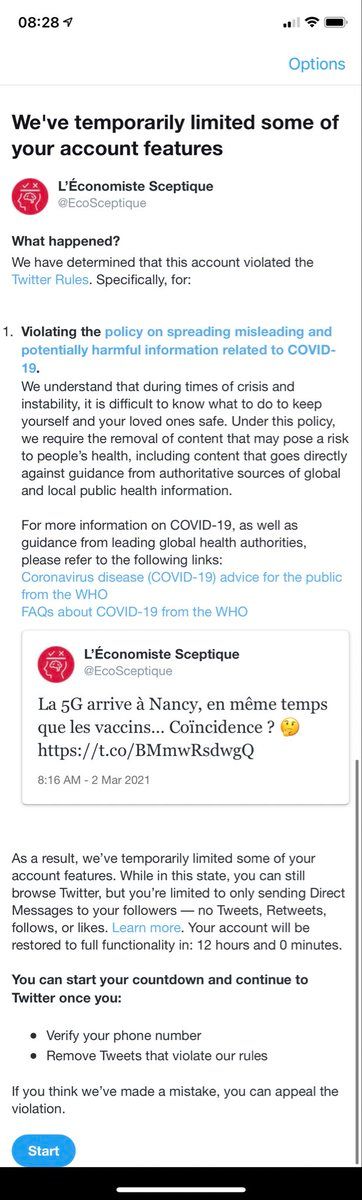 08:28
Options
We've temporarily limited some of
your account features
L'Économiste Sceptique
@EcoSceptique
What happened?
We have determined that this account violated the
Twitter Rules. Specifically, for:
1. Violating the policy on spreading misleading and
potentially harmful information related to COVID-
19.
We understand that during times of crisis and
instability, it is difficult to know what to do to keep
yourself and your loved ones safe. Under this policy,
we require the removal of content that may pose a risk
to people's health, including content that goes directly
against guidance from authoritative sources of global
and local public health information.
For more information on COVID-19, as well as
guidance from leading global health authorities,
please refer to the following links:
Coronavirus disease (COVID-19) advice for the public
from the WHO
FAQs about COVID-19 from the WHO
L'Économiste Sceptique
@EcoSceptique
La 5G arrive à Nancy, en même temps
que les vaccins... Coïncidence ? 🤔
https://t.co/BMmwRsdwgQ
8:16 AM - 2 Mar 2021
As a result, we've temporarily limited some of your
account features. While in this state, you can still
browse Twitter, but you're limited to only sending Direct
Messages to your followers — no Tweets, Retweets,
follows, or likes. Learn more. Your account will be
restored to full functionality in: 12 hours and 0 minutes.
You can start your countdown and continue to
Twitter once you:
• Verify your phone number
• Remove Tweets that violate our rules
If you think we've made a mistake, you can appeal the
violation.
Start